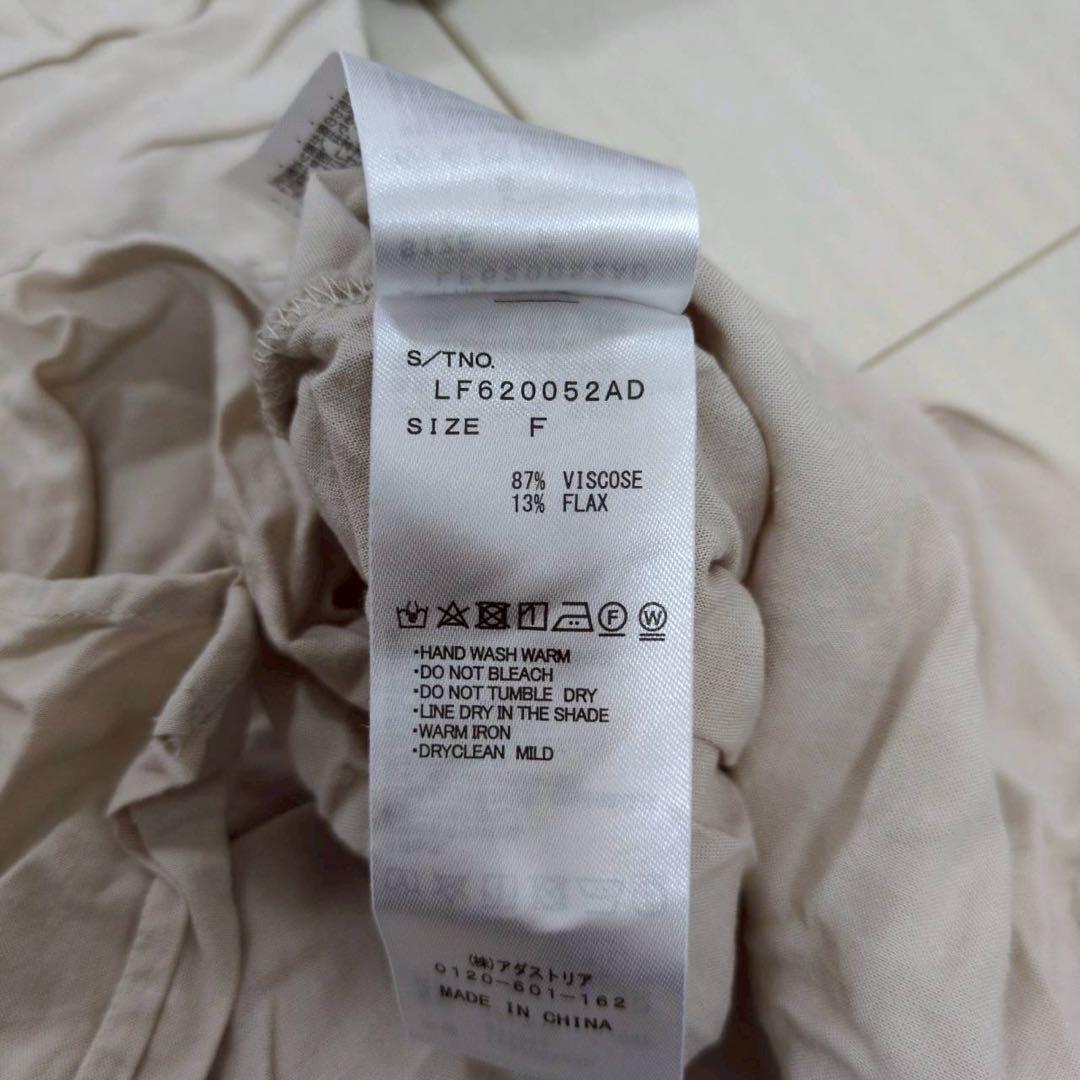 S/TNO.
LF620052AD
SIZE F
87% VISCOSE
13% FLAX
F W
・HAND WASH WARM
・DO NOT BLEACH
・DO NOT TUMBLE DRY
・LINE DRY IN THE SHADE
・WARM IRON
・DRYCLEAN MILD
(株)アダストリア
0120-601-162
MADE IN CHINA